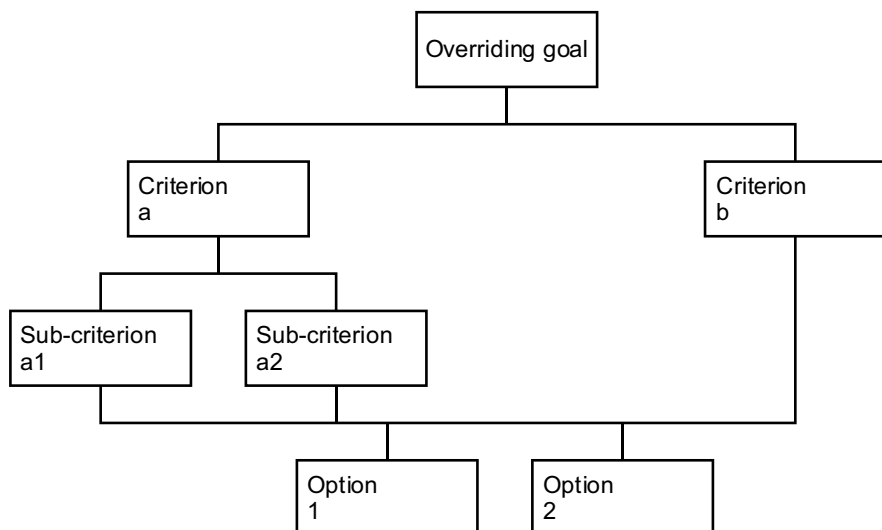 Overriding goal
Criterion
a
Criterion
b
Sub-criterion
a1
Sub-criterion
a2
Option
1
Option
2